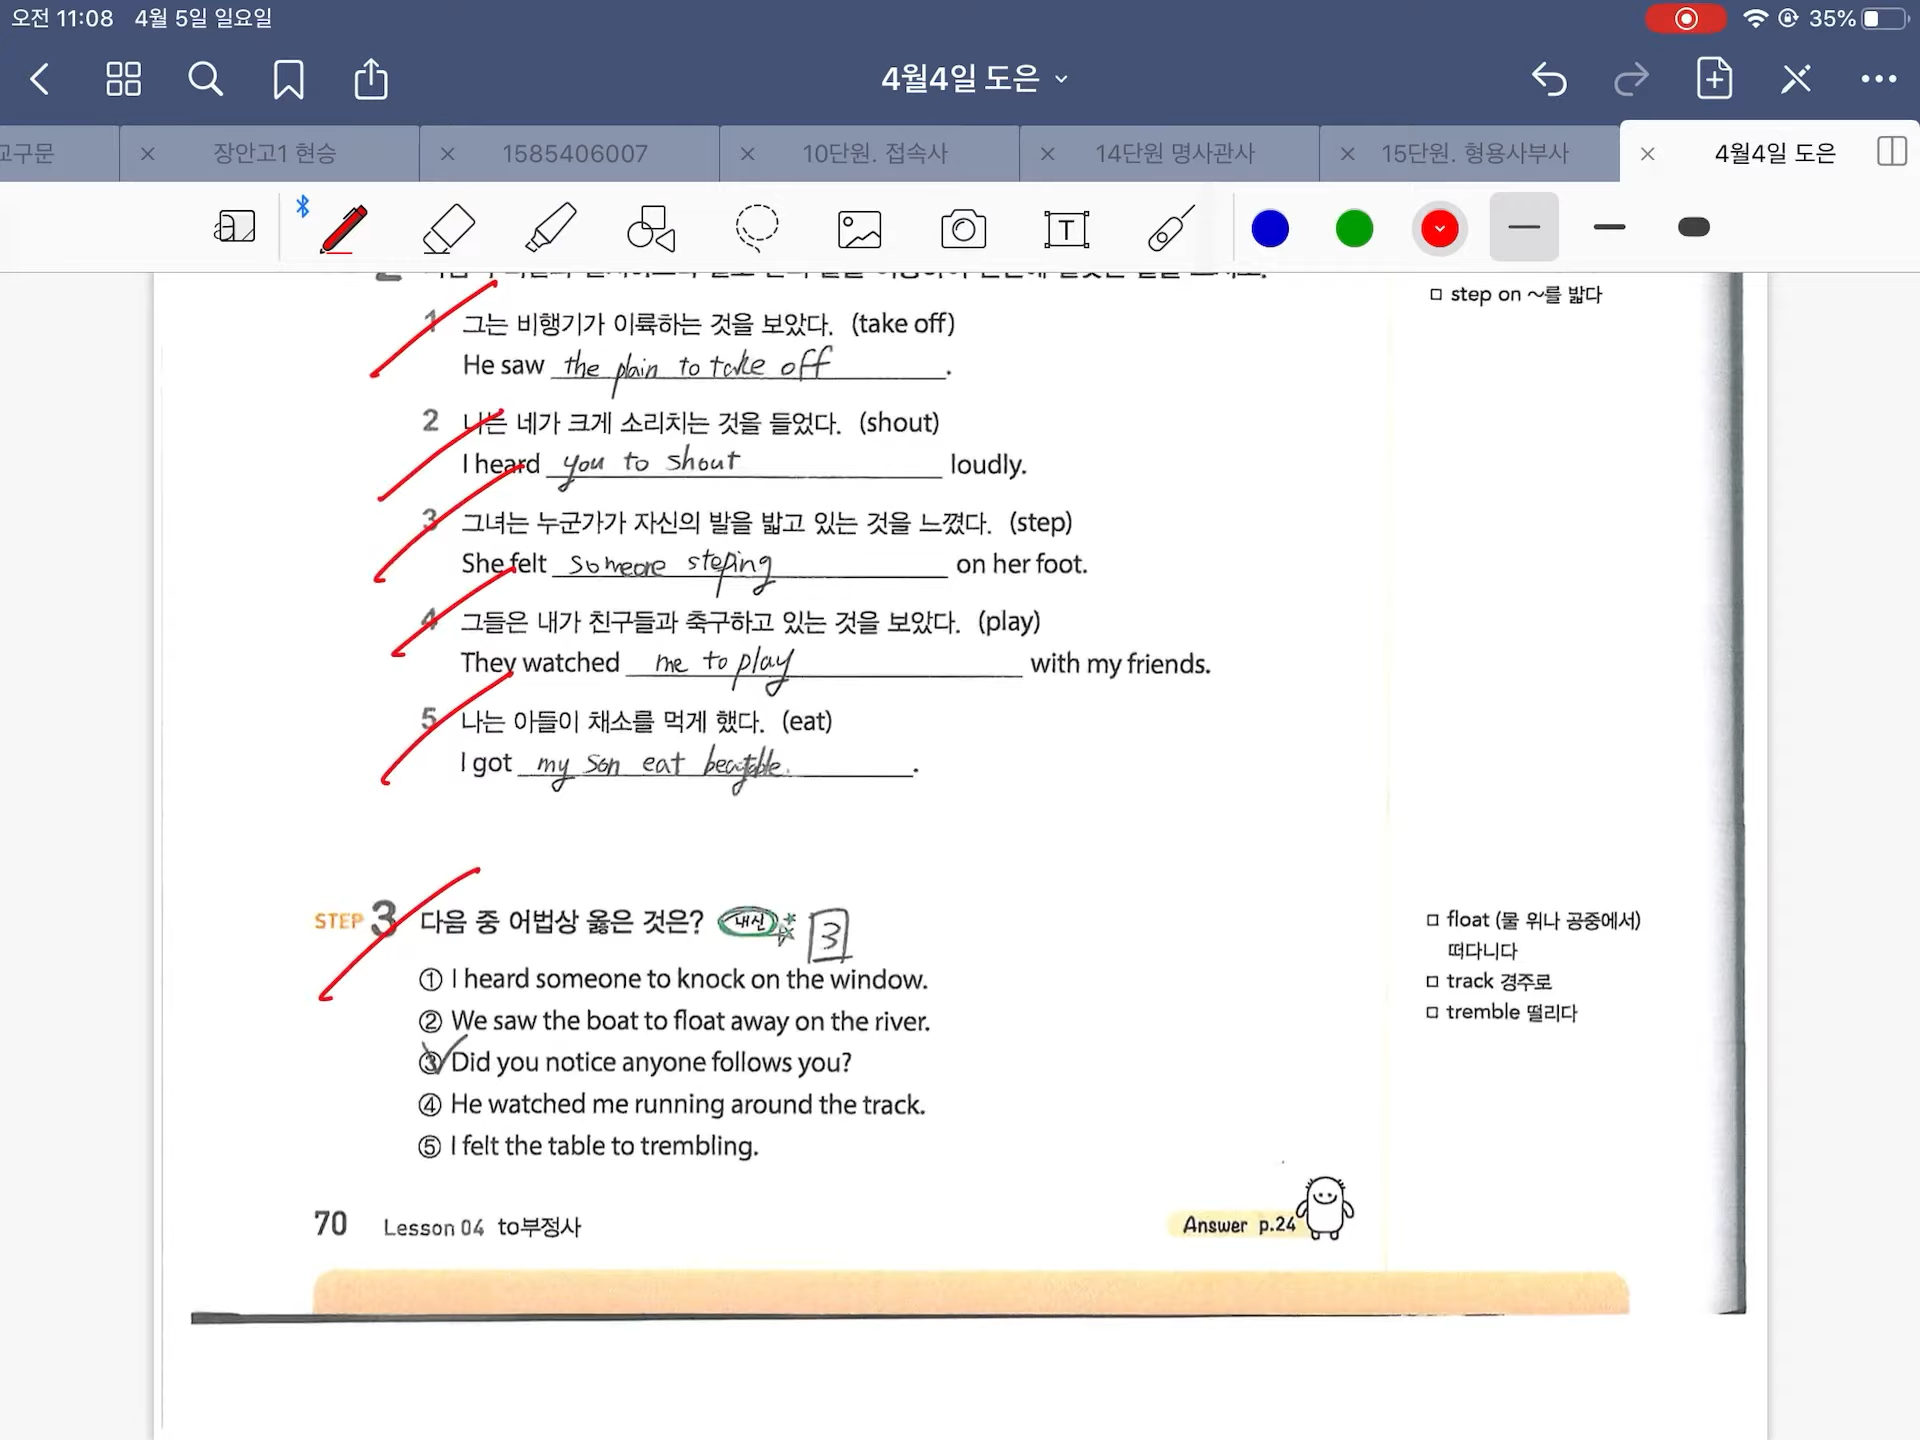 오전 11:08 4월 5일 일요일
35%
4월4일 도은
교구문
장안고1 현승
1585406007
10단원. 접속사
14단원 명사관사
15단원. 형용사부사
4월4일 도은
1 그는 비행기가 이륙하는 것을 보았다. (take off)
He saw the plain to take off.
2 나는 네가 크게 소리치는 것을 들었다. (shout)
I heard you to shout loudly.
3 그녀는 누군가가 자신의 발을 밟고 있는 것을 느꼈다. (step)
She felt someone steping on her foot.
4 그들은 내가 친구들과 축구하고 있는 것을 보았다. (play)
They watched me to play with my friends.
5 나는 아들이 채소를 먹게 했다. (eat)
I got my son eat .
□ step on ~를 밟다
STEP 3 다음 중 어법상 옳은 것은? 내신 3
① I heard someone to knock on the window.
② We saw the boat to float away on the river.
③ Did you notice anyone follows you?
④ He watched me running around the track.
⑤ I felt the table to trembling.
□ float (물 위나 공중에서)
떠다니다
□ track 경주로
□ tremble 떨리다
70 Lesson 04 to부정사
Answer p.24